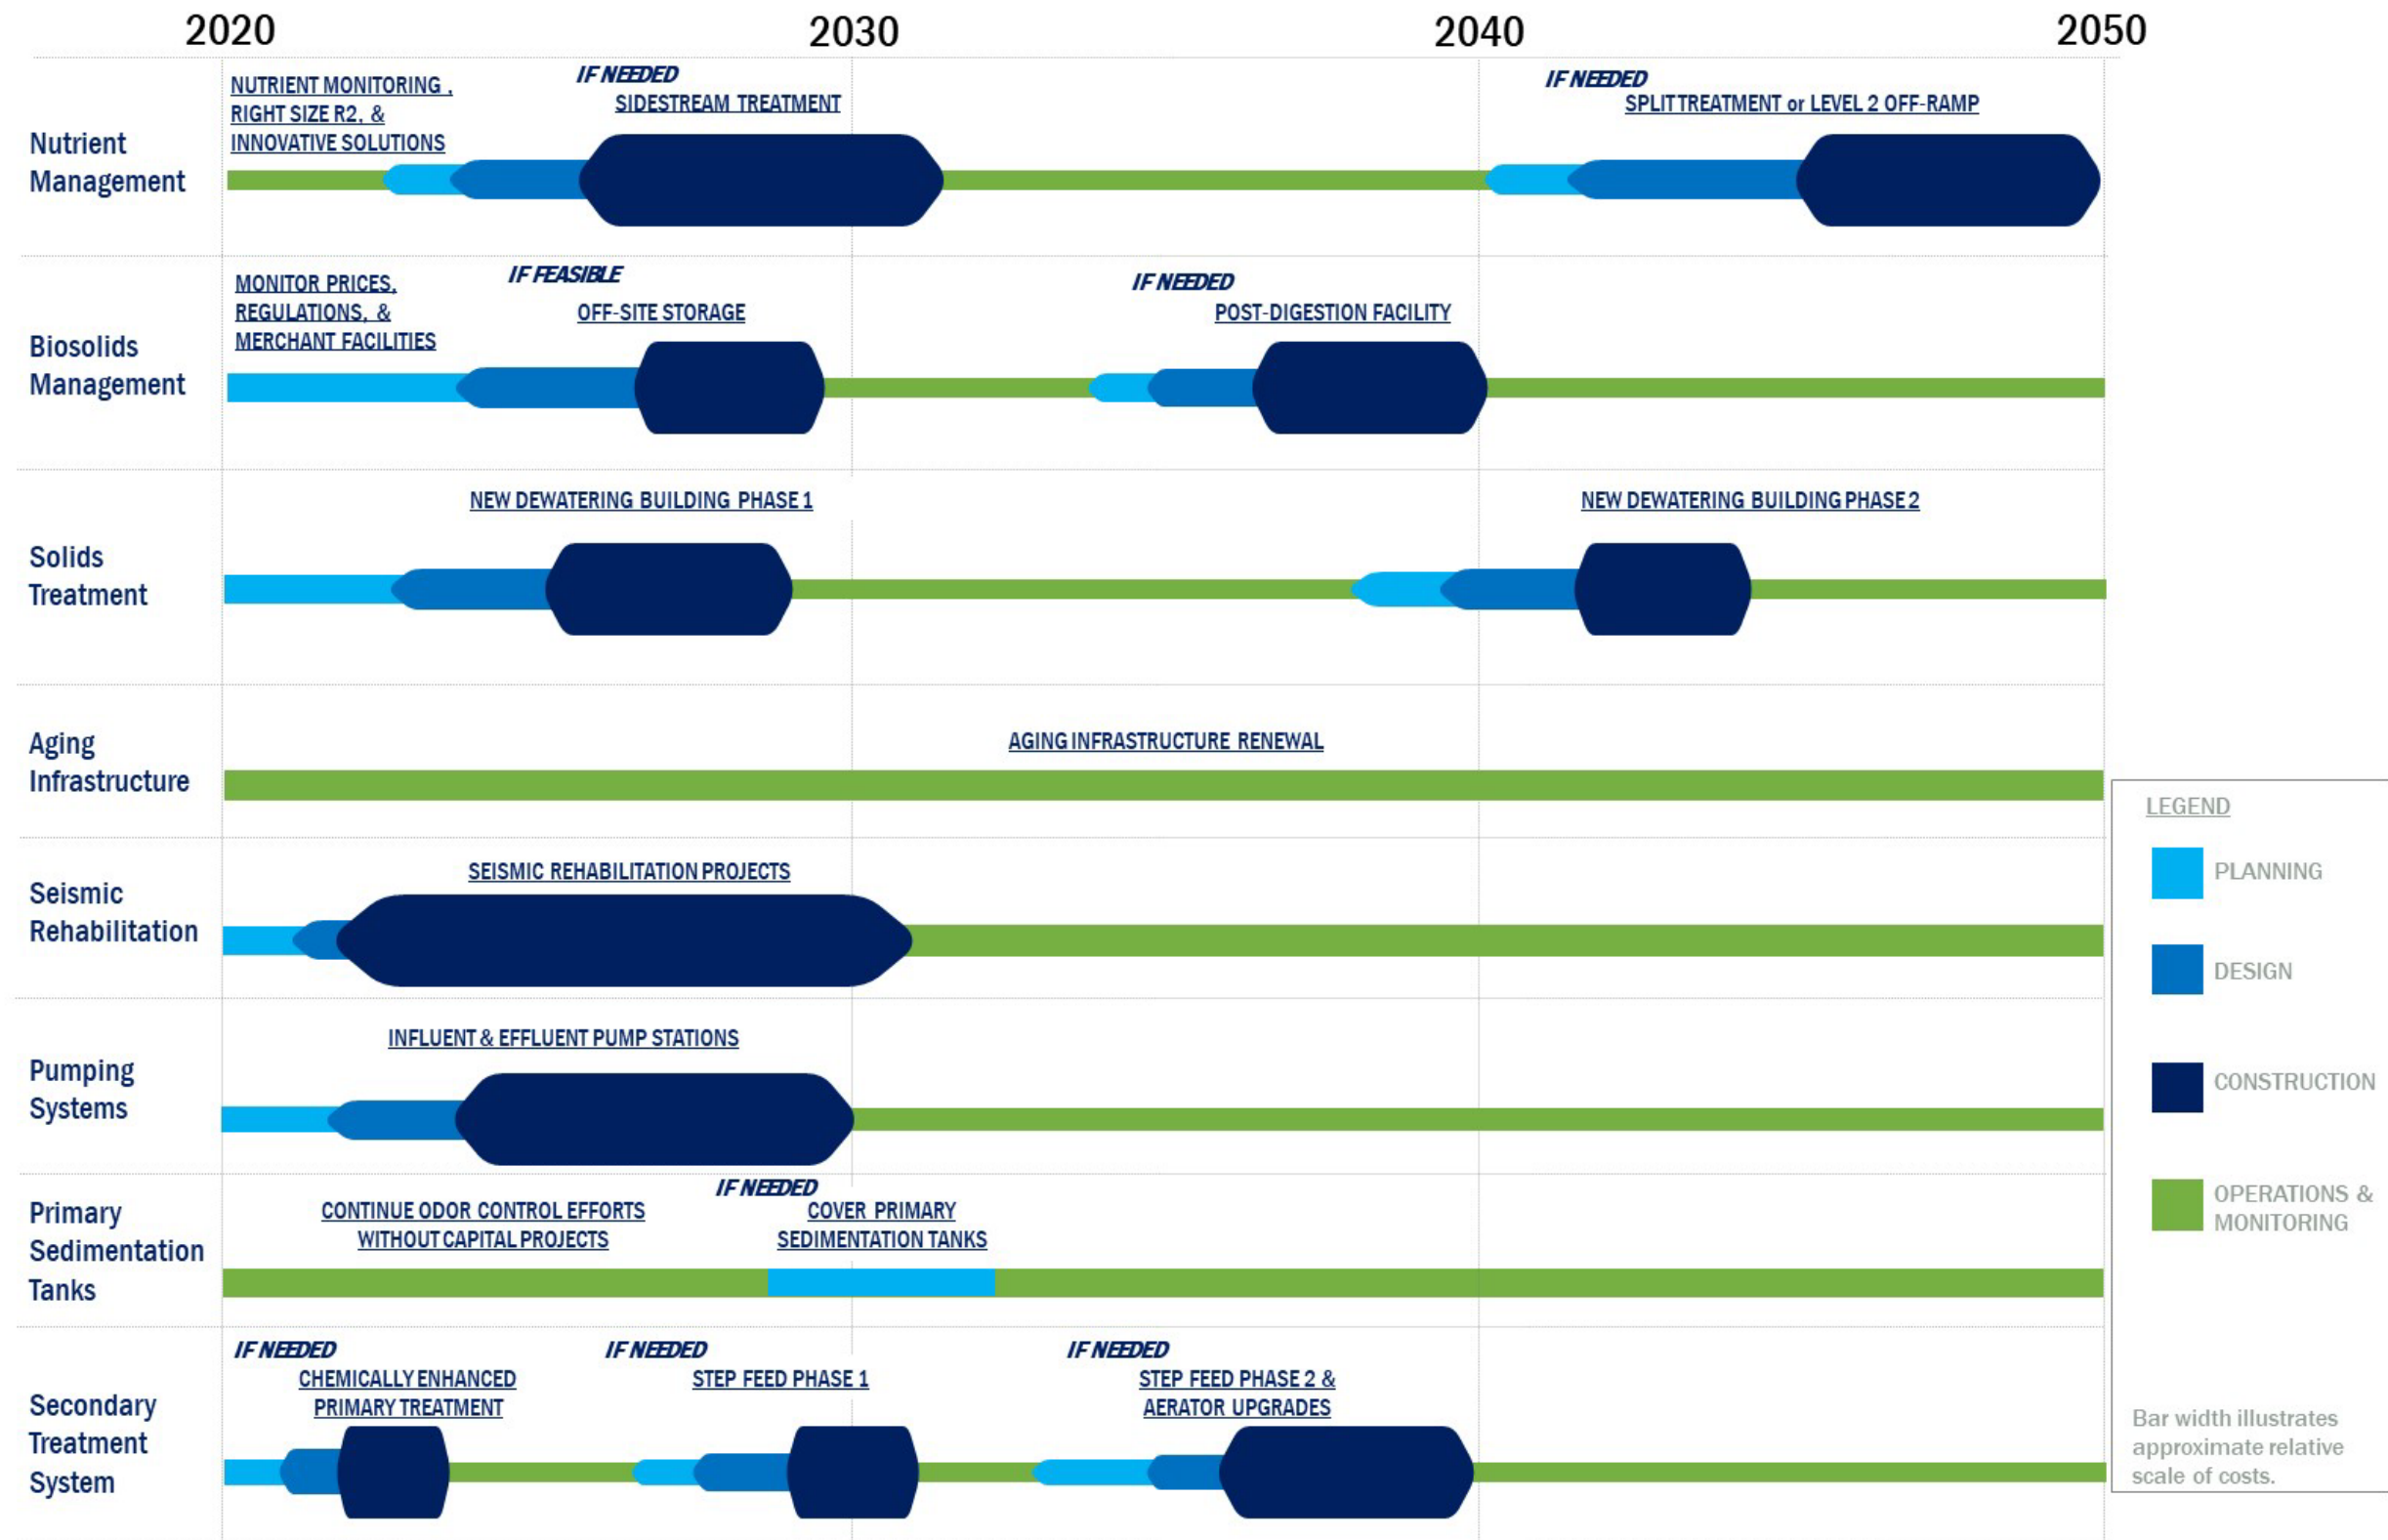 2020 2030 2040 2050
Nutrient
Management
NUTRIENT MONITORING ,
RIGHT SIZE R2, &
INNOVATIVE SOLUTIONS
IF NEEDED
SIDESTREAM TREATMENT
IF NEEDED
SPLIT TREATMENT or LEVEL 2 OFF-RAMP
Biosolids
Management
MONITOR PRICES,
REGULATIONS, &
MERCHANT FACILITIES
IF FEASIBLE
OFF-SITE STORAGE
IF NEEDED
POST-DIGESTION FACILITY
Solids
Treatment
NEW DEWATERING BUILDING PHASE 1
NEW DEWATERING BUILDING PHASE 2
Aging
Infrastructure
AGING INFRASTRUCTURE RENEWAL
Seismic
Rehabilitation
SEISMIC REHABILITATION PROJECTS
Pumping
Systems
INFLUENT & EFFLUENT PUMP STATIONS
Primary
Sedimentation
Tanks
CONTINUE ODOR CONTROL EFFORTS
WITHOUT CAPITAL PROJECTS
IF NEEDED
COVER PRIMARY
SEDIMENTATION TANKS
Secondary
Treatment
System
IF NEEDED
CHEMICALLY ENHANCED
PRIMARY TREATMENT
IF NEEDED
STEP FEED PHASE 1
IF NEEDED
STEP FEED PHASE 2 &
AERATOR UPGRADES
LEGEND
PLANNING
DESIGN
CONSTRUCTION
OPERATIONS &
MONITORING
Bar width illustrates
approximate relative
scale of costs.